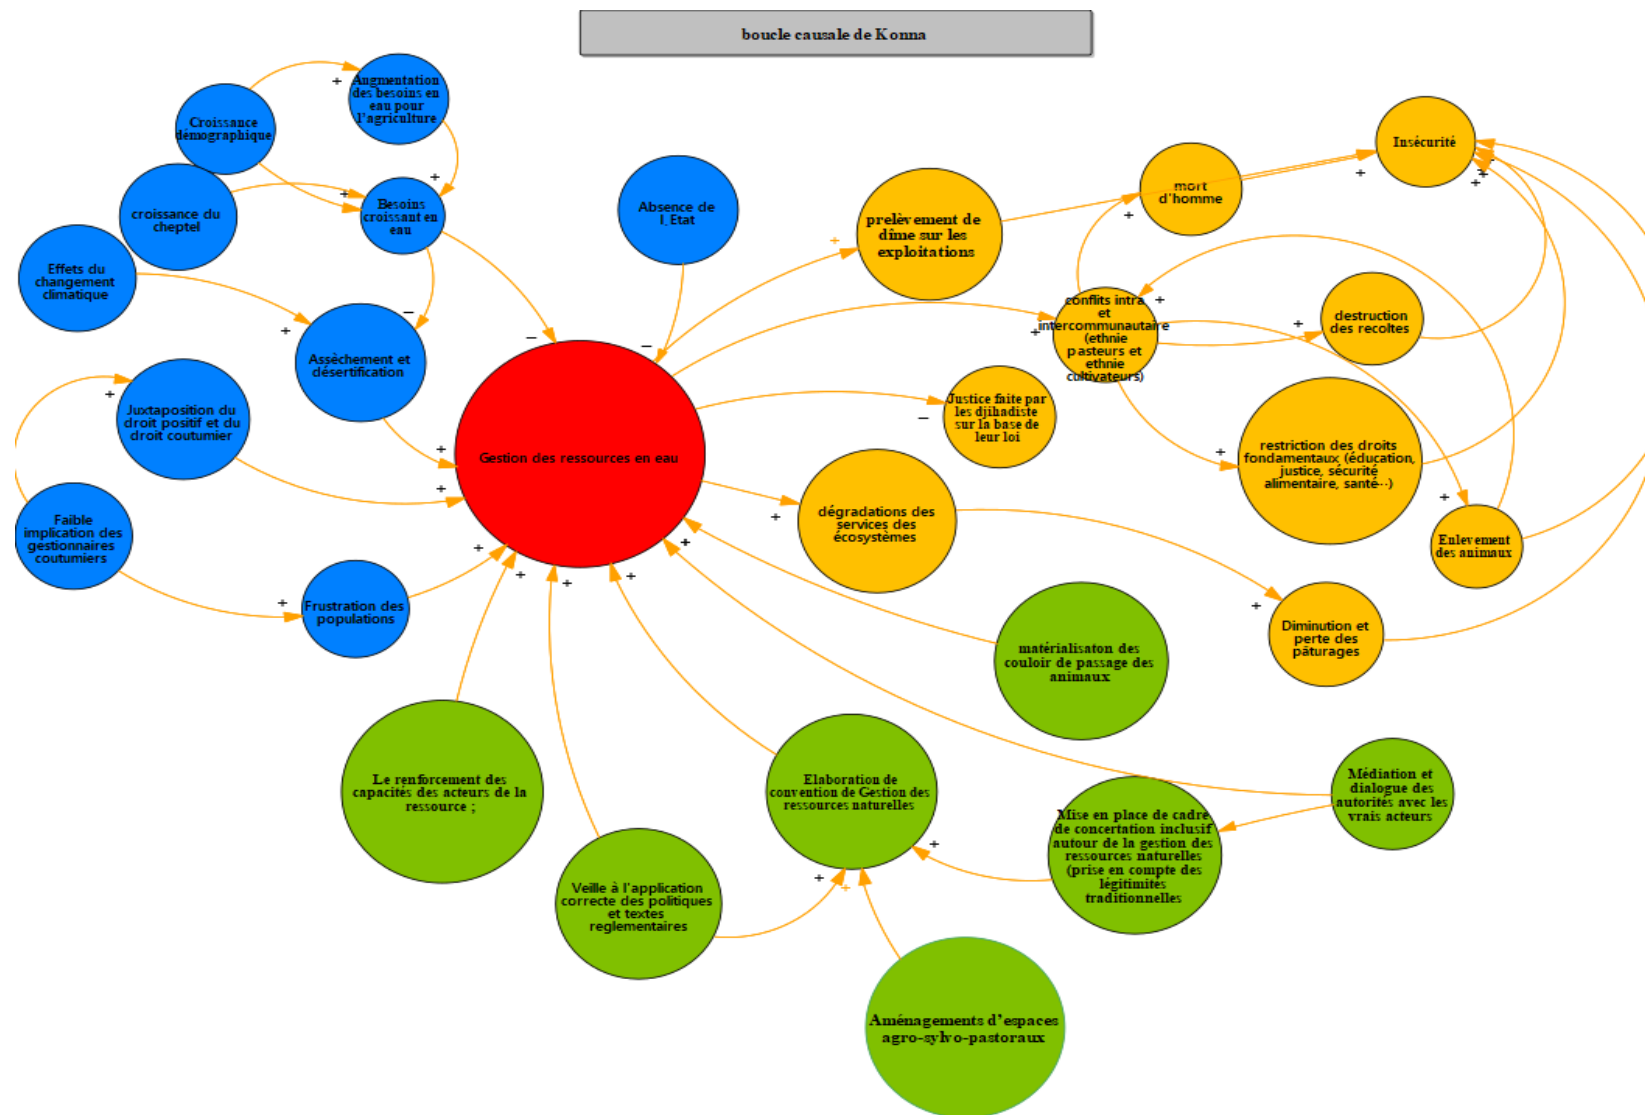 boucle causale de Konna
Augmentation
des besoins en
eau pour
l'agriculture
Croissance
démographique
croissance du
cheptel
Besoins
croissant en
eau
Effets du
changement
climatique
Assèchement et
désertification
Juxtaposition du
droit positif et du
droit coutumier
Faible
implication des
gestionnaires
coutumiers
Frustration des
populations
Absence de
l.Etat
Gestion des ressources en eau
prelèvement de
dîme sur les
exploitations
mort
d'homme
Insécurité
conflits intra
et
intercommunautaire
(ethnie
pasteurs et
ethnie
cultivateurs)
destruction
des recoltes
Justice faite par
les djihadiste
sur la base de
leur loi
restriction des droits
fondamentaux (éducation,
justice, sécurité
alimentaire, santé···)
dégradations des
services des
écosystèmes
Enlevement
des animaux
Diminution et
perte des
pâturages
matérialisaton des
couloir de passage des
animaux
Le renforcement des
capacités des acteurs de la
ressource ;
Elaboration de
convention de Gestion des
ressources naturelles
Médiation et
dialogue des
autorités avec les
vrais acteurs
Mise en place de cadre
de concertation inclusif
autour de la gestion des
ressources naturelles
(prise en compte des
légitimites
traditionnelles
Veille à l'application
correcte des politiques
et textes
reglementaires
Aménagements d'espaces
agro-sylvo-pastoraux